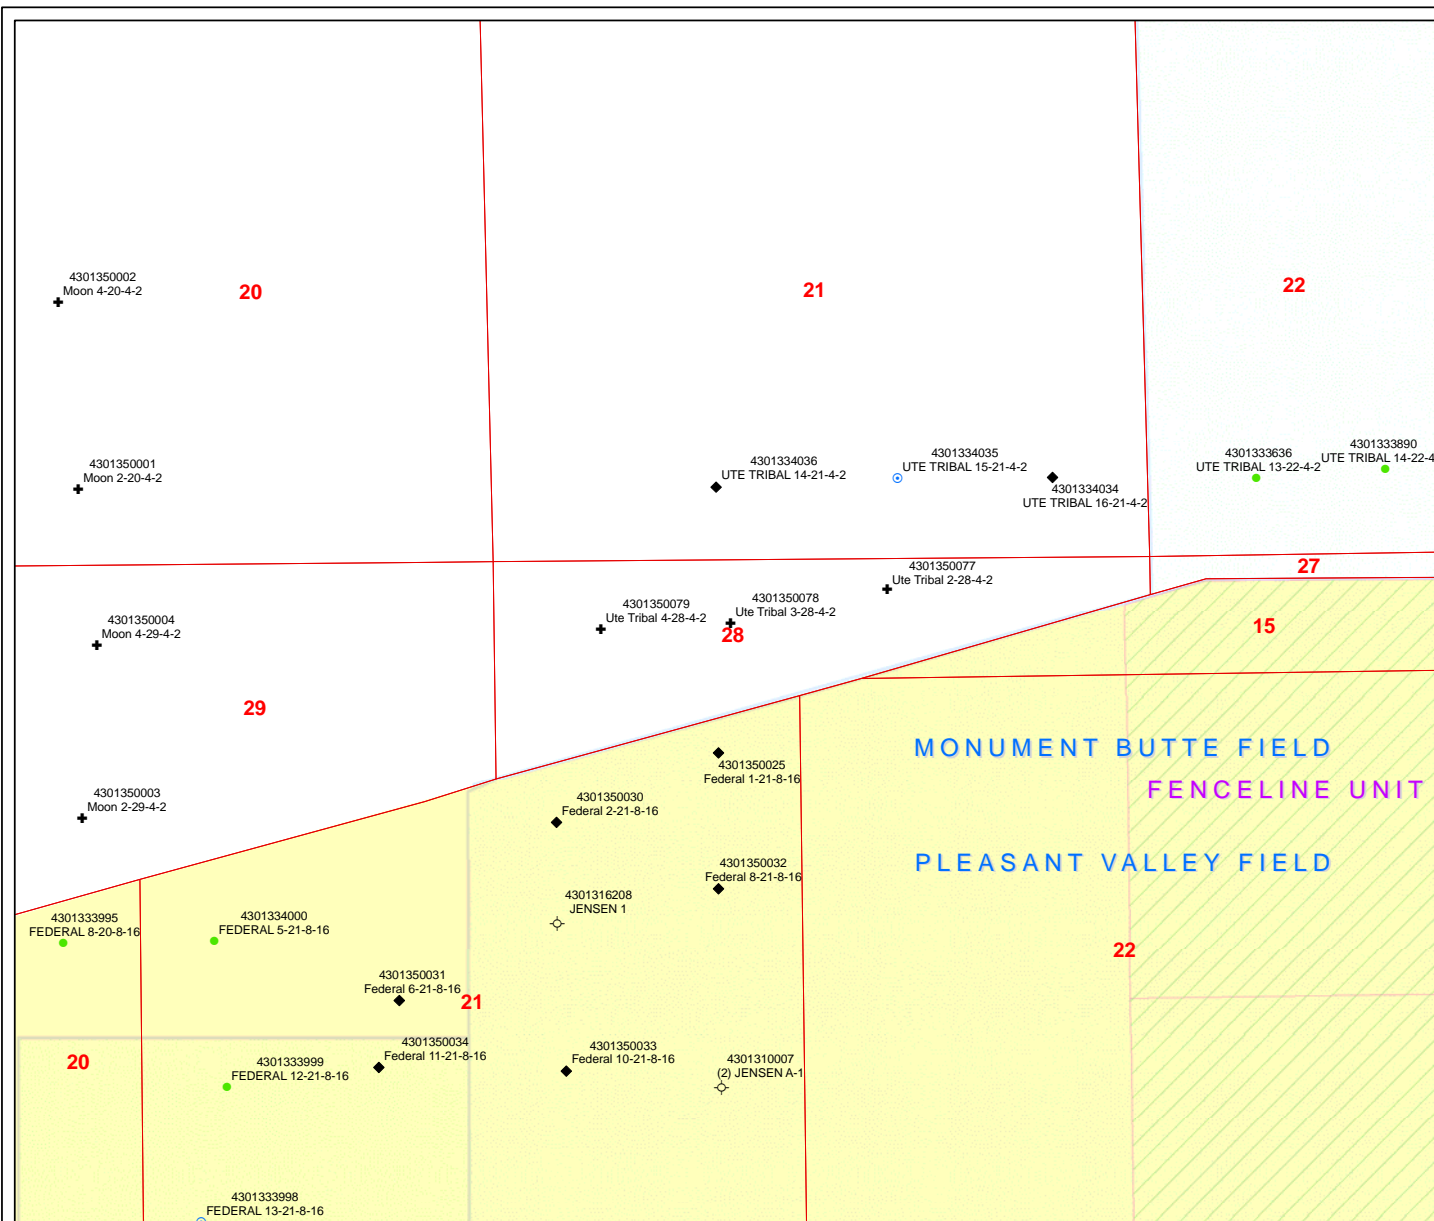 4301350002
Moon 4-20-4-2
20
21
22
4301350001
Moon 2-20-4-2
4301334036
UTE TRIBAL 14-21-4-2
4301334035
UTE TRIBAL 15-21-4-2
4301334034
UTE TRIBAL 16-21-4-2
4301333636
UTE TRIBAL 13-22-4-2
4301333890
UTE TRIBAL 14-22-4
27
4301350077
Ute Tribal 2-28-4-2
4301350079
Ute Tribal 4-28-4-2
4301350078
Ute Tribal 3-28-4-2
28
15
4301350004
Moon 4-29-4-2
29
4301350003
Moon 2-29-4-2
MONUMENT BUTTE FIELD
FENCELINE UNIT
PLEASANT VALLEY FIELD
4301350025
Federal 1-21-8-16
4301350030
Federal 2-21-8-16
4301350032
Federal 8-21-8-16
4301316208
JENSEN 1
4301333995
FEDERAL 8-20-8-16
4301334000
FEDERAL 5-21-8-16
22
4301350031
Federal 6-21-8-16
21
20
4301350034
Federal 11-21-8-16
4301350033
Federal 10-21-8-16
4301333999
FEDERAL 12-21-8-16
4301310007
(2) JENSEN A-1
4301333998
FEDERAL 13-21-8-16